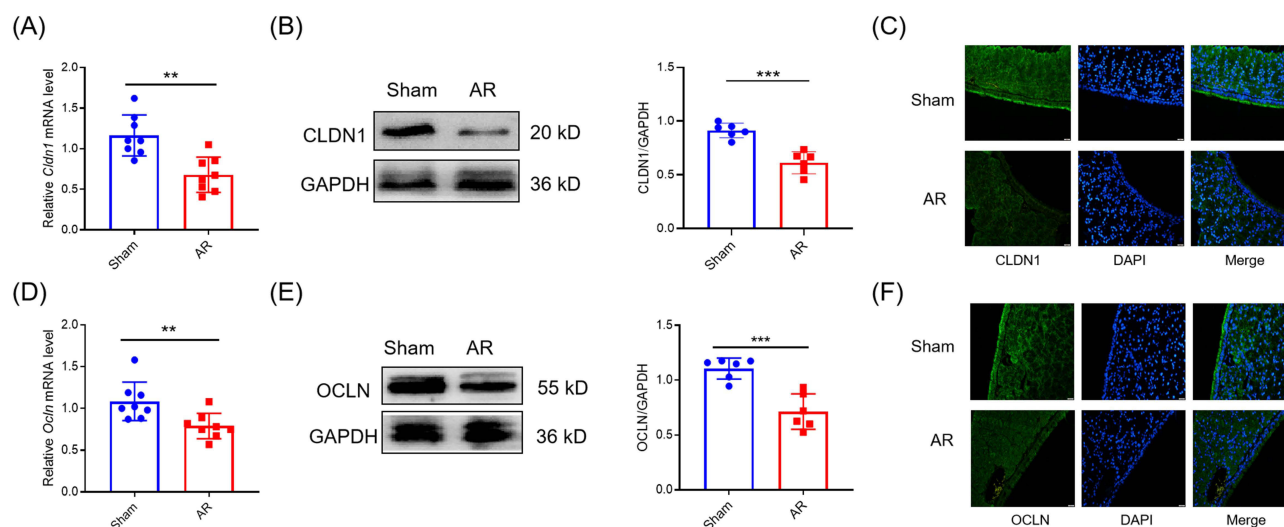 (A)
Relative Cldn1 mRNA level
2.0
1.5
1.0
0.5
0.0
**
Sham
AR
(B)
Sham AR
CLDN1 20 kD
GAPDH 36 kD
CLDN1/GAPDH
1.5
1.0
0.5
0.0
***
Sham
AR
(C)
Sham
AR
CLDN1 DAPI Merge
(D)
Relative Ocln mRNA level
2.0
1.5
1.0
0.5
0.0
**
Sham
AR
(E)
Sham AR
OCLN 55 kD
GAPDH 36 kD
OCLN/GAPDH
1.5
1.0
0.5
0.0
***
Sham
AR
(F)
Sham
AR
OCLN DAPI Merge